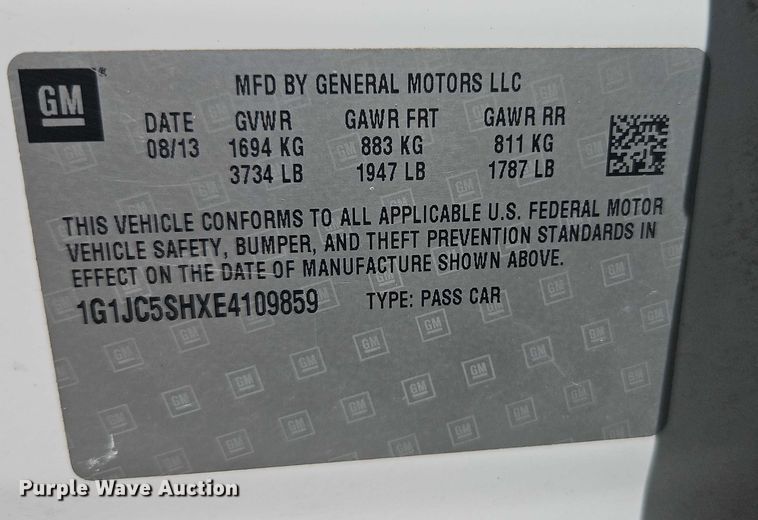 GM
MFD BY GENERAL MOTORS LLC
DATE GVWR GAWR FRT GAWR RR
08/13 1694 KG 883 KG 811 KG
3734 LB 1947 LB 1787 LB
THIS VEHICLE CONFORMS TO ALL APPLICABLE U.S. FEDERAL MOTOR
VEHICLE SAFETY, BUMPER, AND THEFT PREVENTION STANDARDS IN
EFFECT ON THE DATE OF MANUFACTURE SHOWN ABOVE.
1G1JC5SHXE4109859 TYPE: PASS CAR
Purple Wave Auction